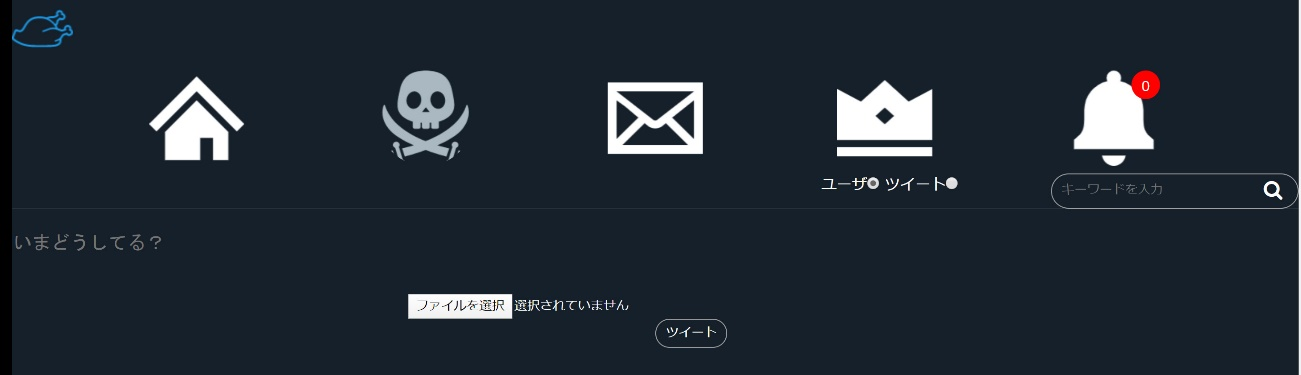 0
ユーザ ツイート
キーワードを入力
いまどうしてる？
ファイルを選択 選択されていません
ツイート